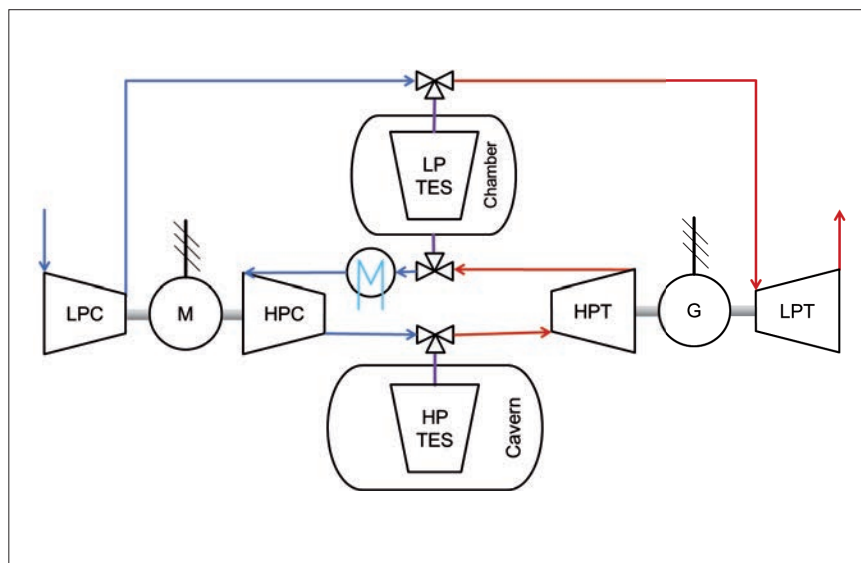 LP
TES
Chamber
LPC
M
HPC
HPT
G
LPT
HP
TES
Cavern